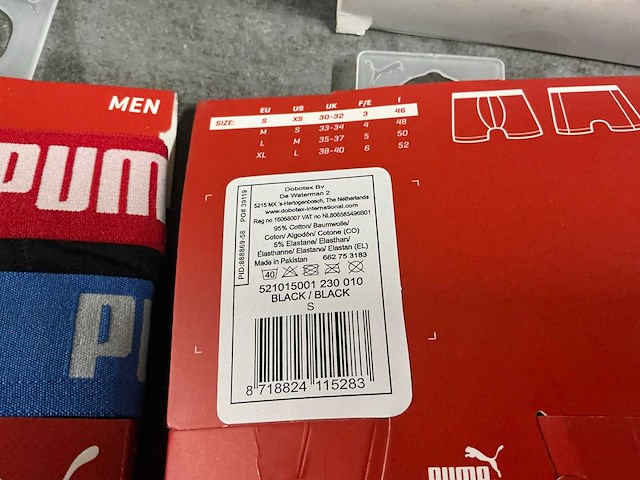 MEN
PUM
PU
EU US UK F/E I
SIZE: S XS 30-32 3 46
M S 33-34 4 48
L M 35-37 5 50
XL L 38-40 6 52
Dobotex Bv
De Waterman 2
5215 MX 's-Hertogenbosch, The Netherlands
www.dobotex-international.com
Reg no 16068007 VAT no NL806585496B01
95% Cotton/ Baumwolle/
Coton/ Algodón/ Cotone (CO)
5% Elastane/ Elasthan/
Élasthanne/ Elastano/ Elastan (EL)
Made in Pakistan 662 75 3183
40
521015001 230 010
BLACK / BLACK
S
8 718824 115283
PID:888869-58 PO# 39119
PUMA